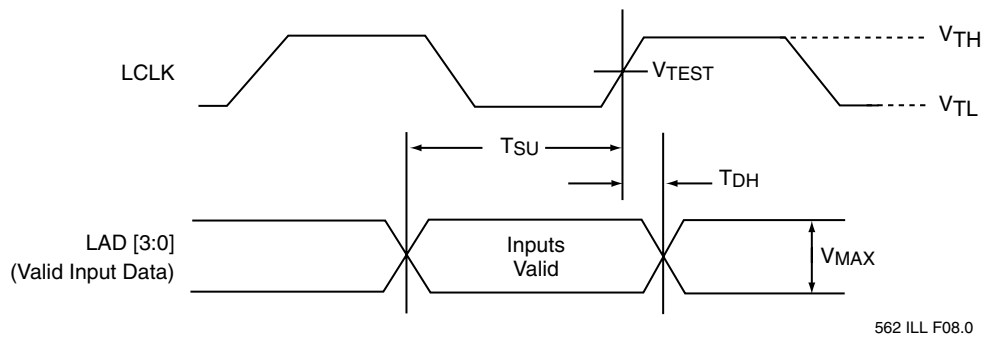 LCLK
VTH
VTEST
VTL
TSU
TDH
LAD [3:0]
(Valid Input Data)
Inputs
Valid
VMAX
562 ILL F08.0